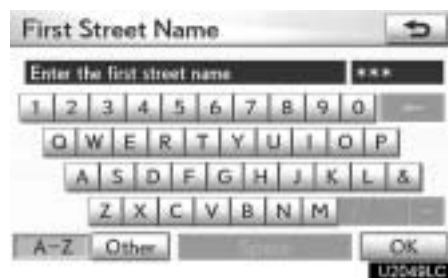 First Street Name
Enter the first street name ***
1 2 3 4 5 6 7 8 9 0
Q W E R T Y U I O P
A S D F G H J K L &
Z X C V B N M
A-Z Other Space OK
U2049LC